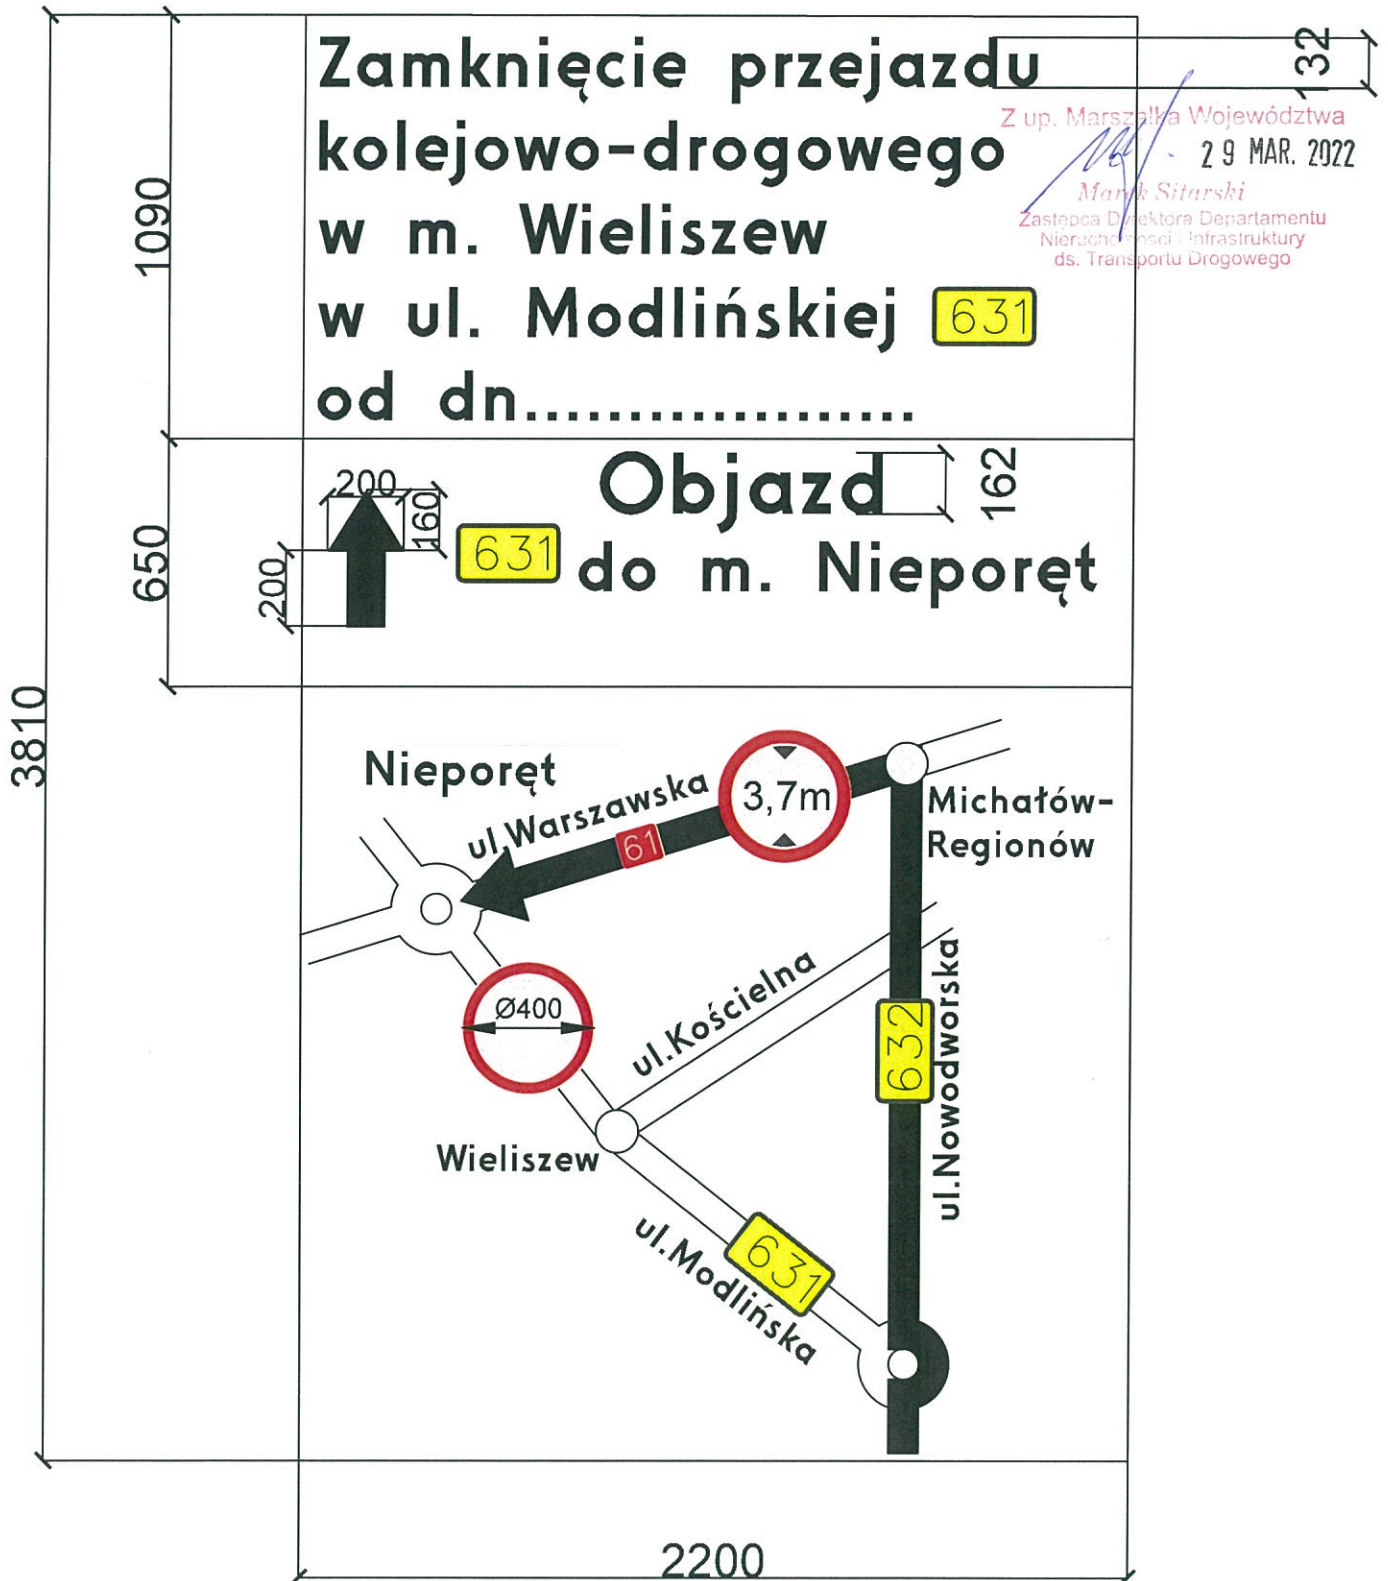 Zamknięcie przejazdu
132
kolejowo-drogowego
Z up. Marszałka Województwa
29 MAR. 2022
Marek Sitarski
Zastępca Dyrektora Departamentu
Nieruchomości i Infrastruktury
ds. Transportu Drogowego
w m. Wieliszew
1090
w ul. Modlińskiej 631
od dn...................
Objazd
162
200
160
200
650
631 do m. Nieporęt
3810
Nieporęt
ul.Warszawska
61
3,7m
Michałów-
Regionów
Ø400
ul.Kościelna
632
ul.Nowodworska
Wieliszew
631
ul.Modlińska
2200